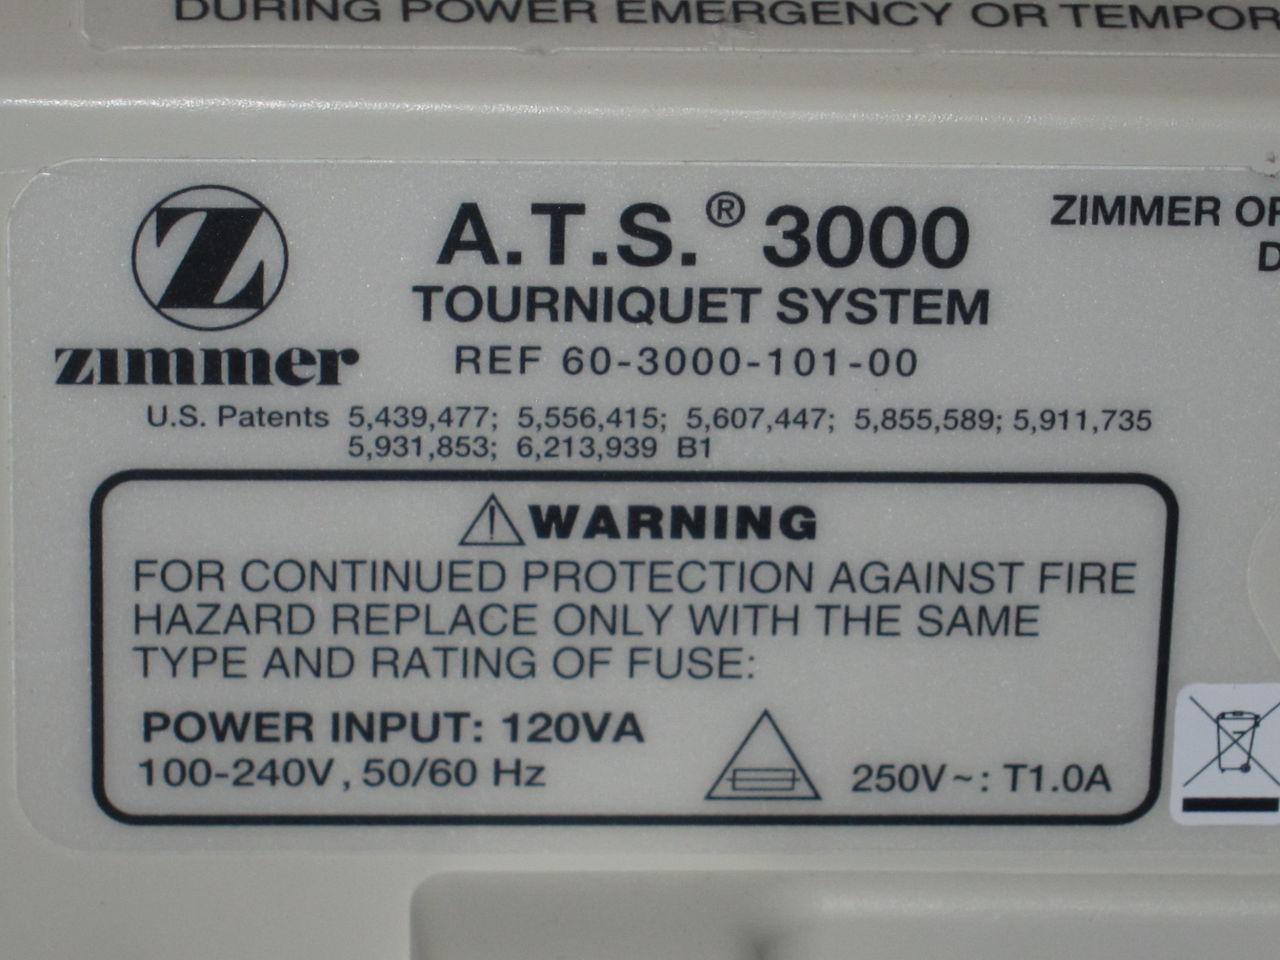 DURING POWER EMERGENCY OR TEMPOR
Z
zimmer
A.T.S.® 3000
TOURNIQUET SYSTEM
REF 60-3000-101-00
ZIMMER OR
D
U.S. Patents 5,439,477; 5,556,415; 5,607,447; 5,855,589; 5,911,735
5,931,853; 6,213,939 B1
WARNING
FOR CONTINUED PROTECTION AGAINST FIRE
HAZARD REPLACE ONLY WITH THE SAME
TYPE AND RATING OF FUSE:
POWER INPUT: 120VA
100-240V, 50/60 Hz
250V~: T1.0A